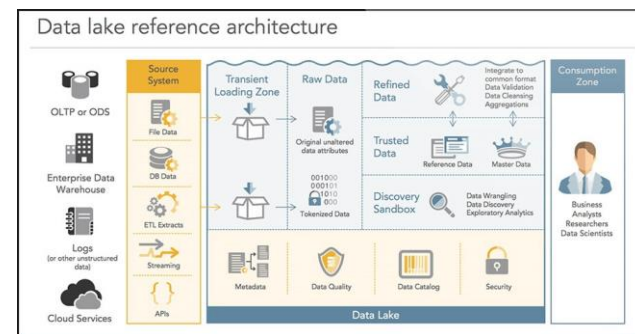 Data lake reference architecture
OLTP or ODS
Enterprise Data
Warehouse
Logs
(or other unstructured
data)
Cloud Services
Source
System
File Data
DB Data
ETL Extracts
Streaming
APIs
Transient
Loading Zone
Raw Data
Original unaltered
data attributes
001000
000101
1010
000
Tokenized Data
Refined
Data
Integrate to
common format
Data Validation
Data Cleansing
Aggregations
Trusted
Data
Reference Data
Master Data
Discovery
Sandbox
Data Wrangling
Data Discovery
Exploratory Analytics
Metadata
Data Quality
Data Catalog
Security
Data Lake
Consumption
Zone
Business
Analysts
Researchers
Data Scientists